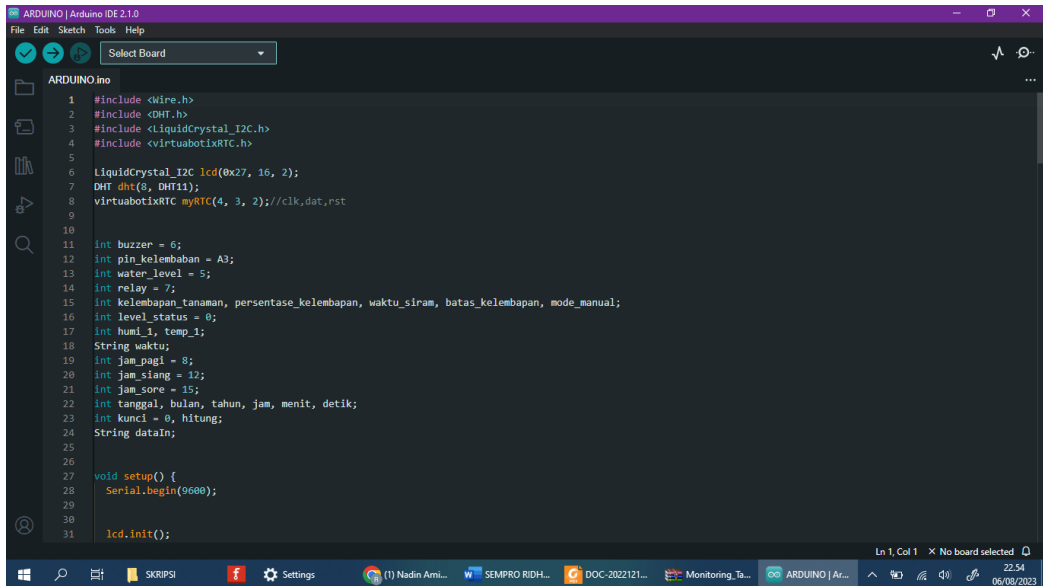 ARDUINO | Arduino IDE 2.1.0
File Edit Sketch Tools Help
Select Board
ARDUINO.ino
1 #include <Wire.h>
2 #include <DHT.h>
3 #include <LiquidCrystal_I2C.h>
4 #include <virtuabotixRTC.h>
5
6 LiquidCrystal_I2C lcd(0x27, 16, 2);
7 DHT dht(8, DHT11);
8 virtuabotixRTC myRTC(4, 3, 2);//clk,dat,rst
9
10
11 int buzzer = 6;
12 int pin_kelembaban = A3;
13 int water_level = 5;
14 int relay = 7;
15 int kelembapan_tanaman, persentase_kelembapan, waktu_siram, batas_kelembapan, mode_manual;
16 int level_status = 0;
17 int humi_1, temp_1;
18 String waktu;
19 int jam_pagi = 8;
20 int jam_siang = 12;
21 int jam_sore = 15;
22 int tanggal, bulan, tahun, jam, menit, detik;
23 int kunci = 0, hitung;
24 String dataIn;
25
26
27 void setup() {
28 Serial.begin(9600);
29
30
31 lcd.init();
Ln 1, Col 1 × No board selected
SKRIPSI
Settings
(1) Nadin Ami...
SEMPRO RIDH...
DOC-2022121...
Monitoring_Ta...
ARDUINO | Ar...
22.54
06/08/2023